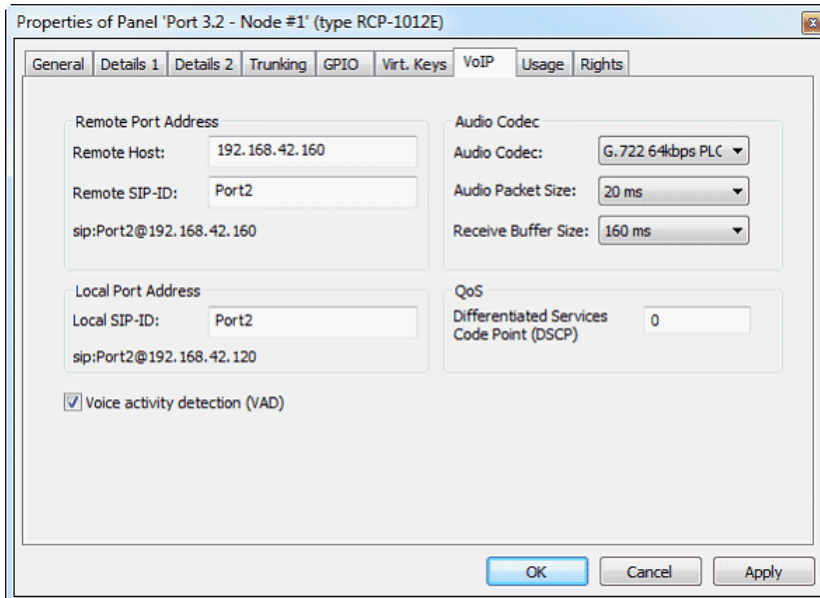 Properties of Panel 'Port 3.2 - Node #1' (type RCP-1012E)
General Details 1 Details 2 Trunking GPIO Virt. Keys VoIP Usage Rights
Remote Port Address
Remote Host: 192.168.42.160
Remote SIP-ID: Port2
sip:Port2@192.168.42.160
Audio Codec
Audio Codec: G.722 64kbps PLC
Audio Packet Size: 20 ms
Receive Buffer Size: 160 ms
Local Port Address
Local SIP-ID: Port2
sip:Port2@192.168.42.120
QoS
Differentiated Services
Code Point (DSCP) 0
Voice activity detection (VAD)
OK Cancel Apply